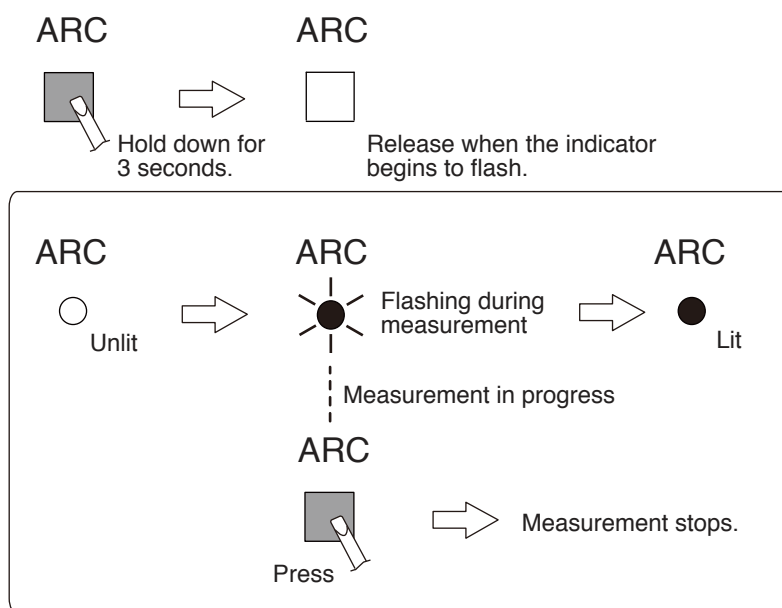 ARC
ARC
Hold down for
3 seconds.
Release when the indicator
begins to flash.
ARC
ARC
ARC
Unlit
Flashing during
measurement
Lit
Measurement in progress
ARC
Press
Measurement stops.